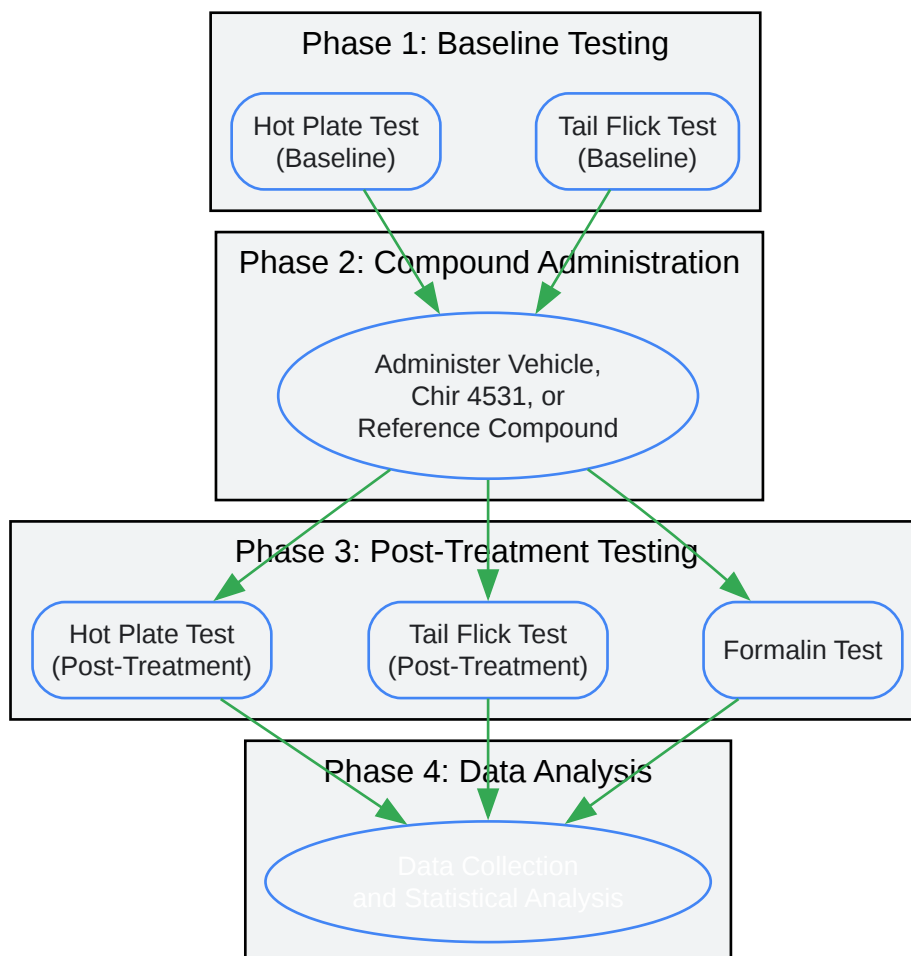 Phase 1: Baseline Testing
Hot Plate Test
(Baseline)
Tail Flick Test
(Baseline)
Phase 2: Compound Administration
Administer Vehicle,
Chir 4531, or
Reference Compound
Phase 3: Post-Treatment Testing
Hot Plate Test
(Post-Treatment)
Tail Flick Test
(Post-Treatment)
Formalin Test
Phase 4: Data Analysis
Data Collection
and Statistical Analysis